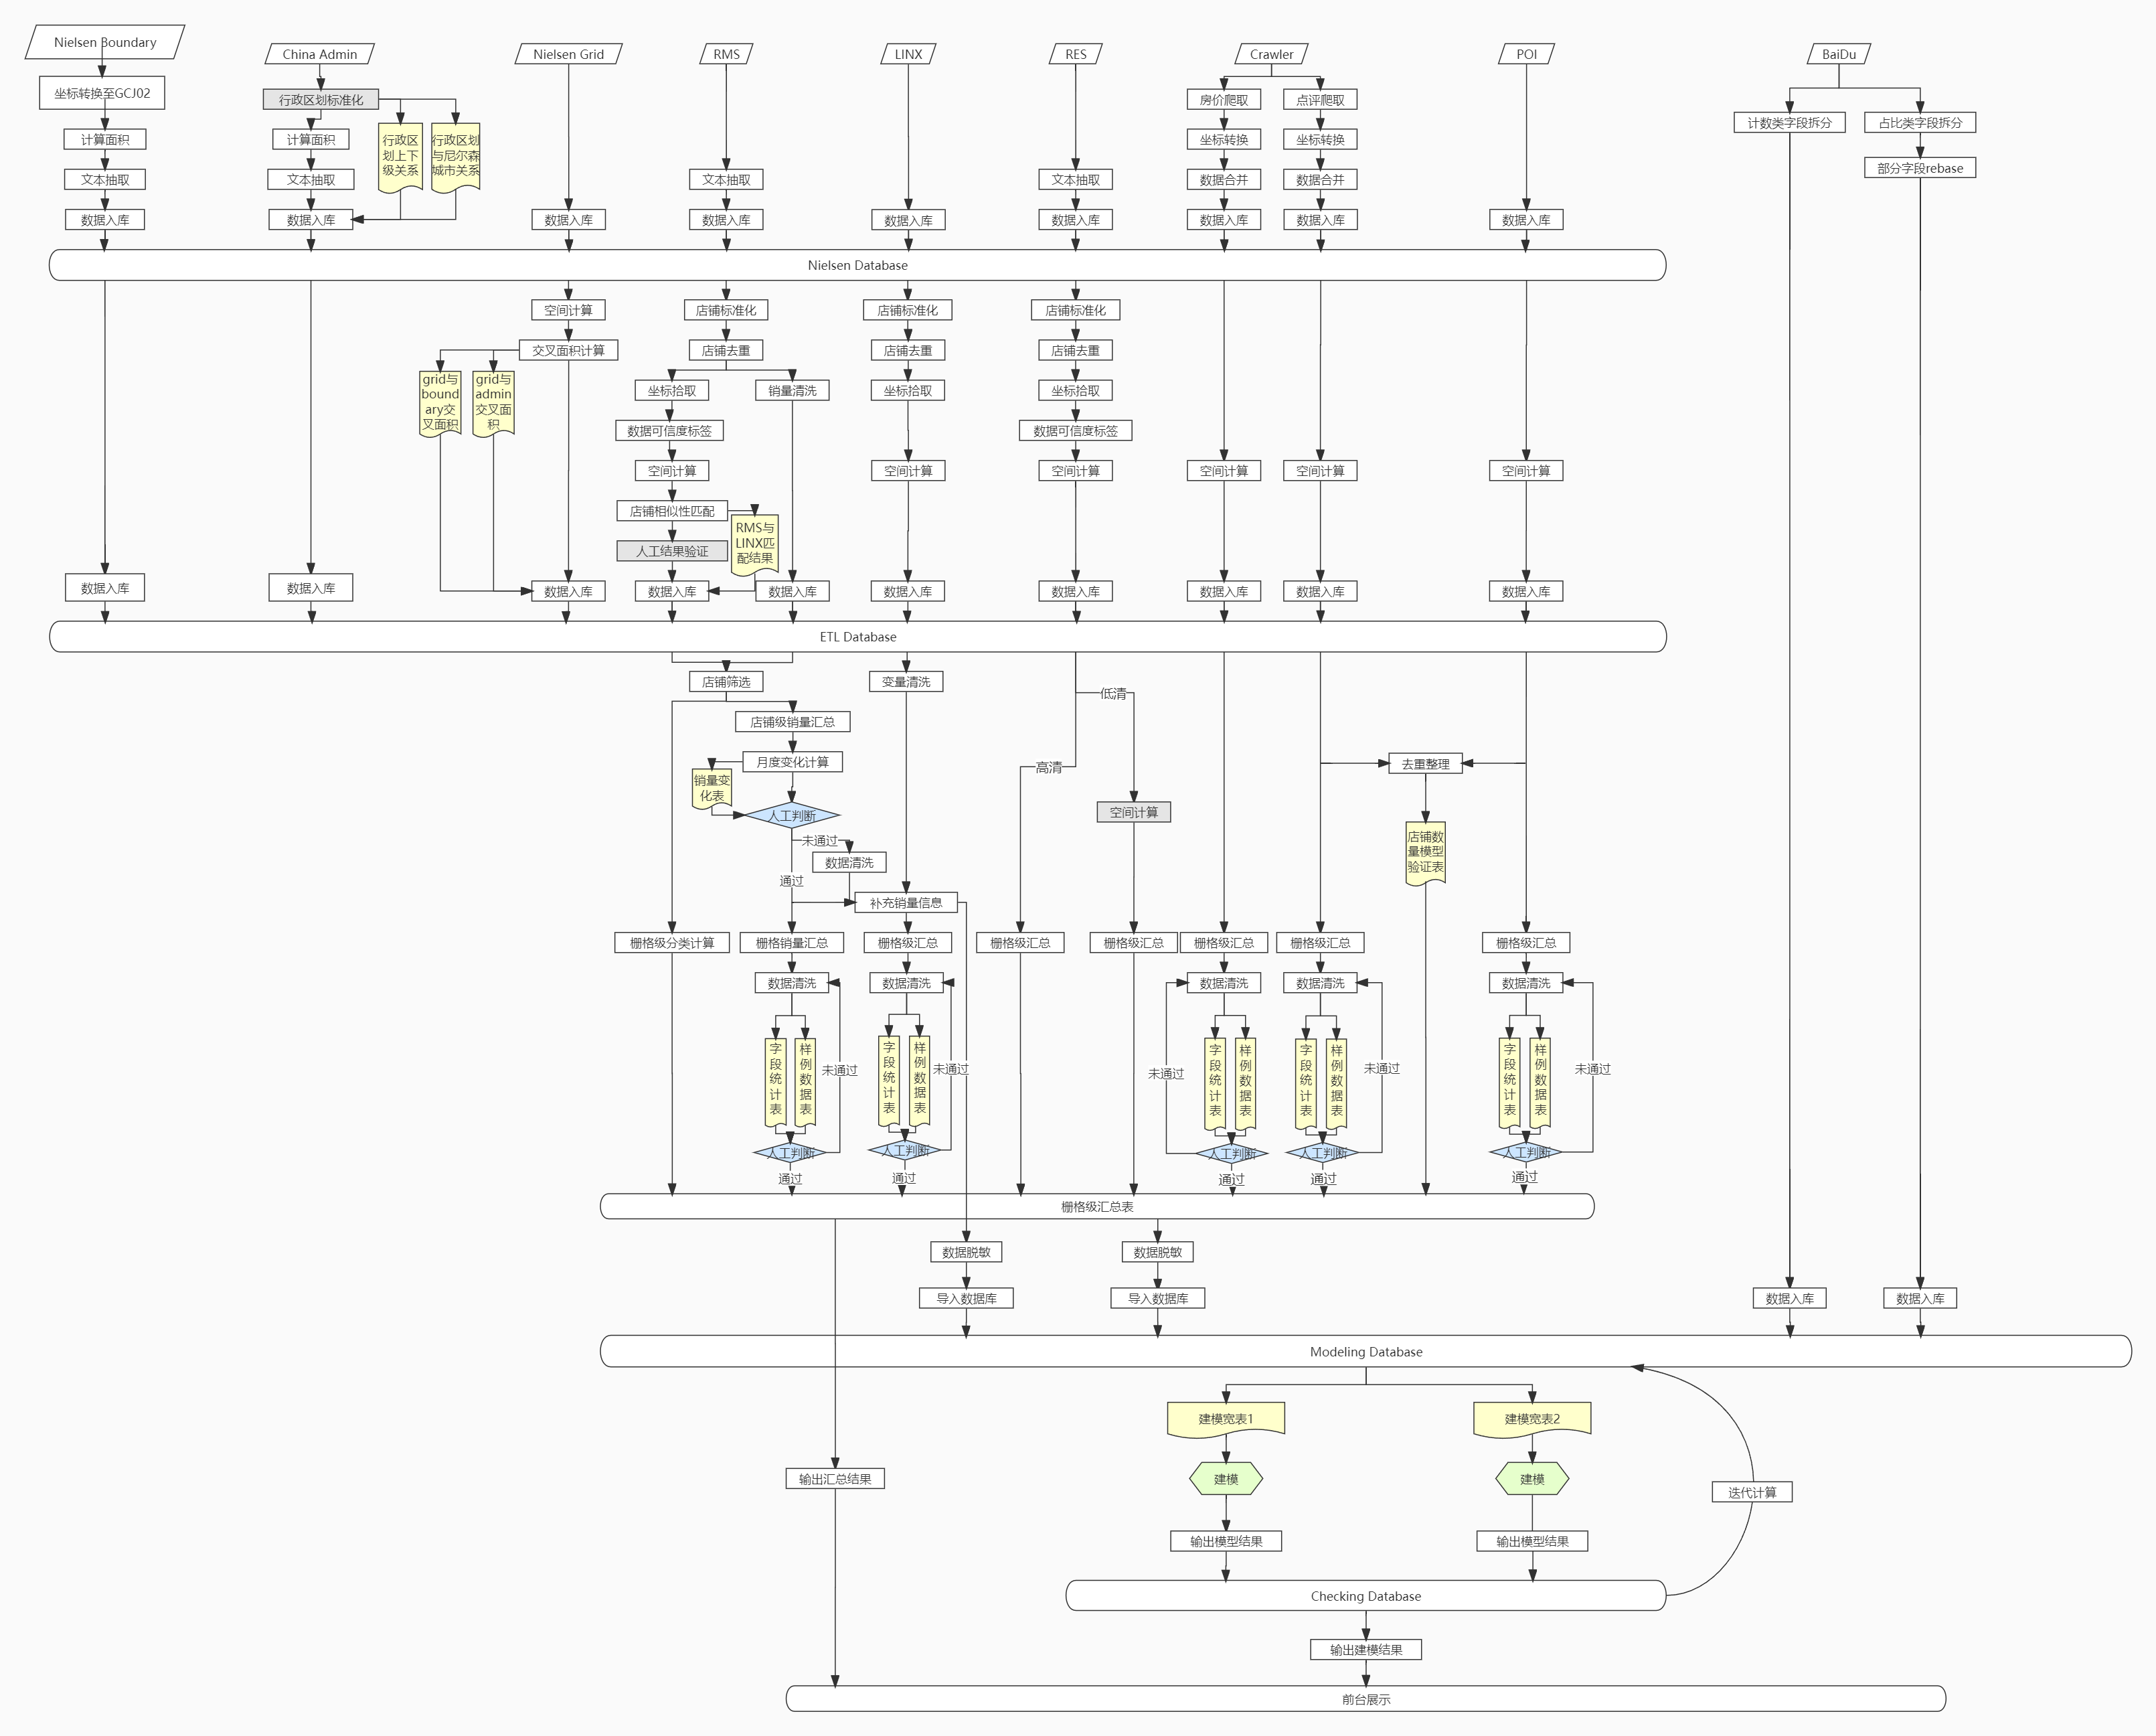 Nielsen Boundary
China Admin
Nielsen Grid
RMS
LINX
RES
Crawler
POI
BaiDu
坐标转换至GCJ02
行政区划标准化
房价爬取
点评爬取
计数类字段拆分
占比类字段拆分
计算面积
计算面积
行政区
划上下
级关系
行政区划
与尼尔森
城市关系
坐标转换
坐标转换
部分字段rebase
文本抽取
文本抽取
文本抽取
文本抽取
数据合并
数据合并
数据入库
数据入库
数据入库
数据入库
数据入库
数据入库
数据入库
数据入库
数据入库
Nielsen Database
空间计算
店铺标准化
店铺标准化
店铺标准化
交叉面积计算
店铺去重
店铺去重
店铺去重
grid与
bound
ary交
叉面积
grid与
admin
交叉面
积
坐标拾取
销量清洗
坐标拾取
坐标拾取
数据可信度标签
数据可信度标签
空间计算
空间计算
空间计算
空间计算
空间计算
空间计算
店铺相似性匹配
RMS与
LINX匹
配结果
人工结果验证
数据入库
数据入库
数据入库
数据入库
数据入库
数据入库
数据入库
数据入库
数据入库
数据入库
ETL Database
店铺筛选
变量清洗
低清
店铺级销量汇总
月度变化计算
高清
去重整理
销量变
化表
人工判断
空间计算
未通过
数据清洗
店铺数
量模型
验证表
通过
补充销量信息
栅格级分类计算
栅格销量汇总
栅格级汇总
栅格级汇总
栅格级汇总
栅格级汇总
栅格级汇总
栅格级汇总
数据清洗
数据清洗
数据清洗
数据清洗
数据清洗
字
段
统
计
表
样
例
数
据
表
未通过
字
段
统
计
表
样
例
数
据
表
未通过
未通过
字
段
统
计
表
样
例
数
据
表
字
段
统
计
表
样
例
数
据
表
未通过
字
段
统
计
表
样
例
数
据
表
未通过
人工判断
人工判断
人工判断
人工判断
人工判断
通过
通过
通过
通过
通过
栅格级汇总表
数据脱敏
数据脱敏
导入数据库
导入数据库
数据入库
数据入库
Modeling Database
建模宽表1
建模宽表2
输出汇总结果
建模
建模
迭代计算
输出模型结果
输出模型结果
Checking Database
输出建模结果
前台展示